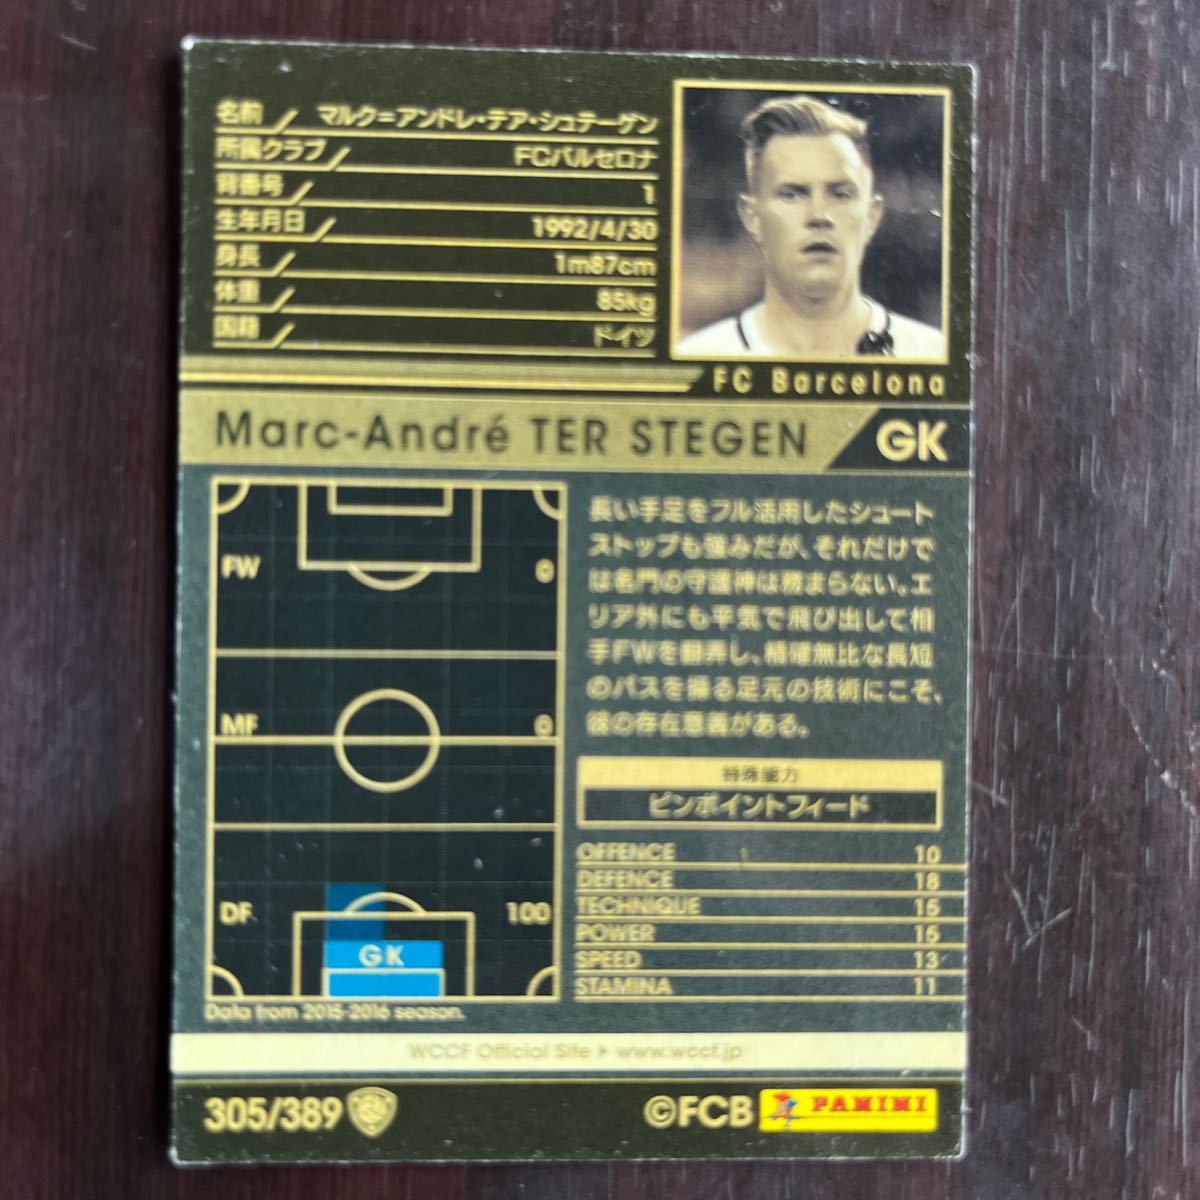 名前 マルク=アンドレ・テア・シュテーゲン
所属クラブ FCバルセロナ
背番号 1
生年月日 1992/4/30
身長 1m87cm
体重 85kg
国籍 ドイツ
FC Barcelona
Marc-André TER STEGEN GK
FW 0
MF 0
DF 100
GK
Data from 2015-2016 season.
長い手足をフル活用したシュート
ストップも強みだが、それだけで
は名門の守護神は務まらない。エ
リア外にも平気で飛び出して相
手FWを翻弄し、精確無比な長短
のパスを操る足元の技術にこそ、
彼の存在意義がある。
特殊能力
ピンポイントフィード
OFFENCE 10
DEFENCE 18
TECHNIQUE 15
POWER 15
SPEED 13
STAMINA 11
WCCF Official Site ▶ www.wccf.jp
305/389
©FCB PANINI